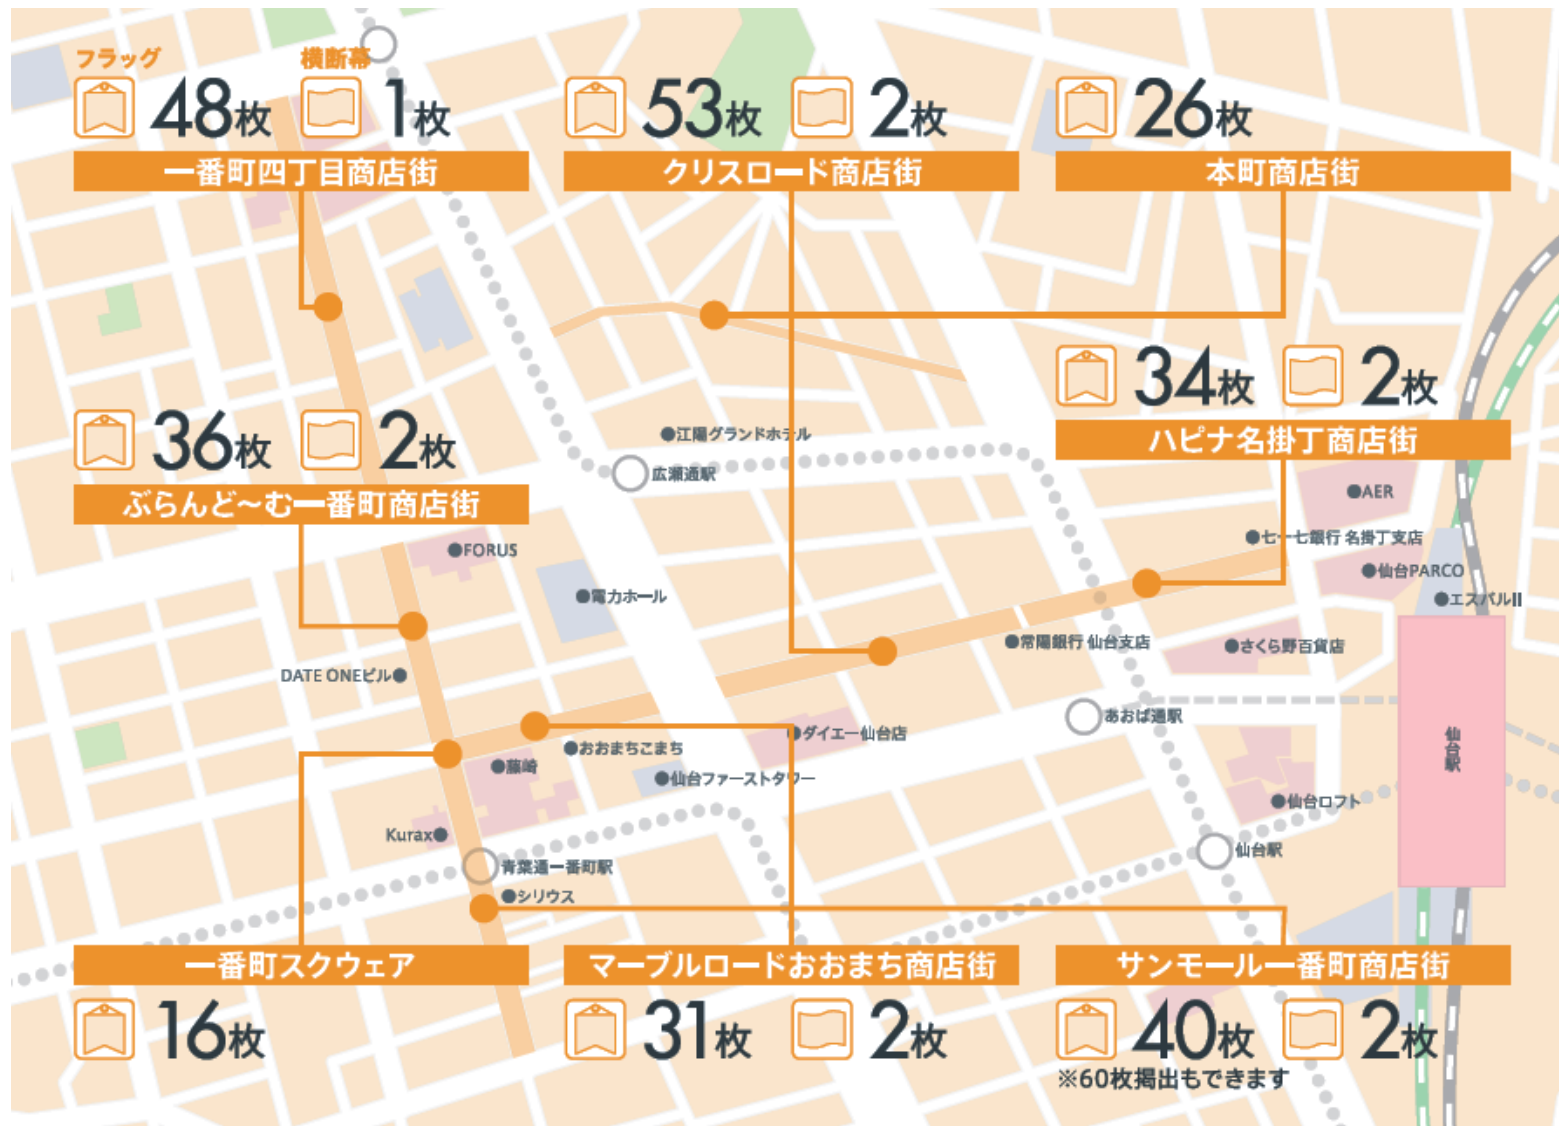 フラッグ 横断幕
48枚 1枚
一番町四丁目商店街
53枚 2枚
クリスロード商店街
26枚
本町商店街
34枚 2枚
ハピナ名掛丁商店街
36枚 2枚
ぶらんど～む一番町商店街
●江陽グランドホテル
広瀬通駅
●AER
●七十七銀行 名掛丁支店
●FORUS
●仙台PARCO
●電力ホール
●エスパルII
●常陽銀行 仙台支店
●さくら野百貨店
DATE ONEビル●
あおば通駅
●ダイエー仙台店
●おおまちこまち
仙台駅
●藤崎
●仙台ファーストタワー
●仙台ロフト
Kurax●
仙台駅
青葉通一番町駅
●シリウス
一番町スクウェア
16枚
マーブルロードおおまち商店街
31枚 2枚
サンモール一番町商店街
40枚 2枚
※60枚掲出もできます